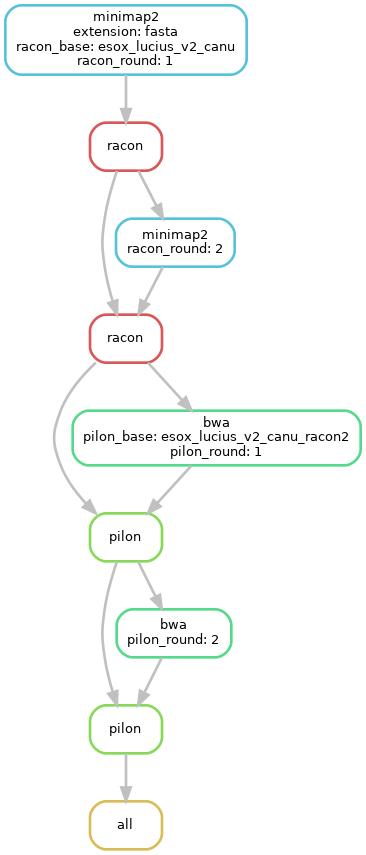 minimap2
extension: fasta
racon_base: esox_lucius_v2_canu
racon_round: 1
racon
minimap2
racon_round: 2
racon
bwa
pilon_base: esox_lucius_v2_canu_racon2
pilon_round: 1
pilon
bwa
pilon_round: 2
pilon
all